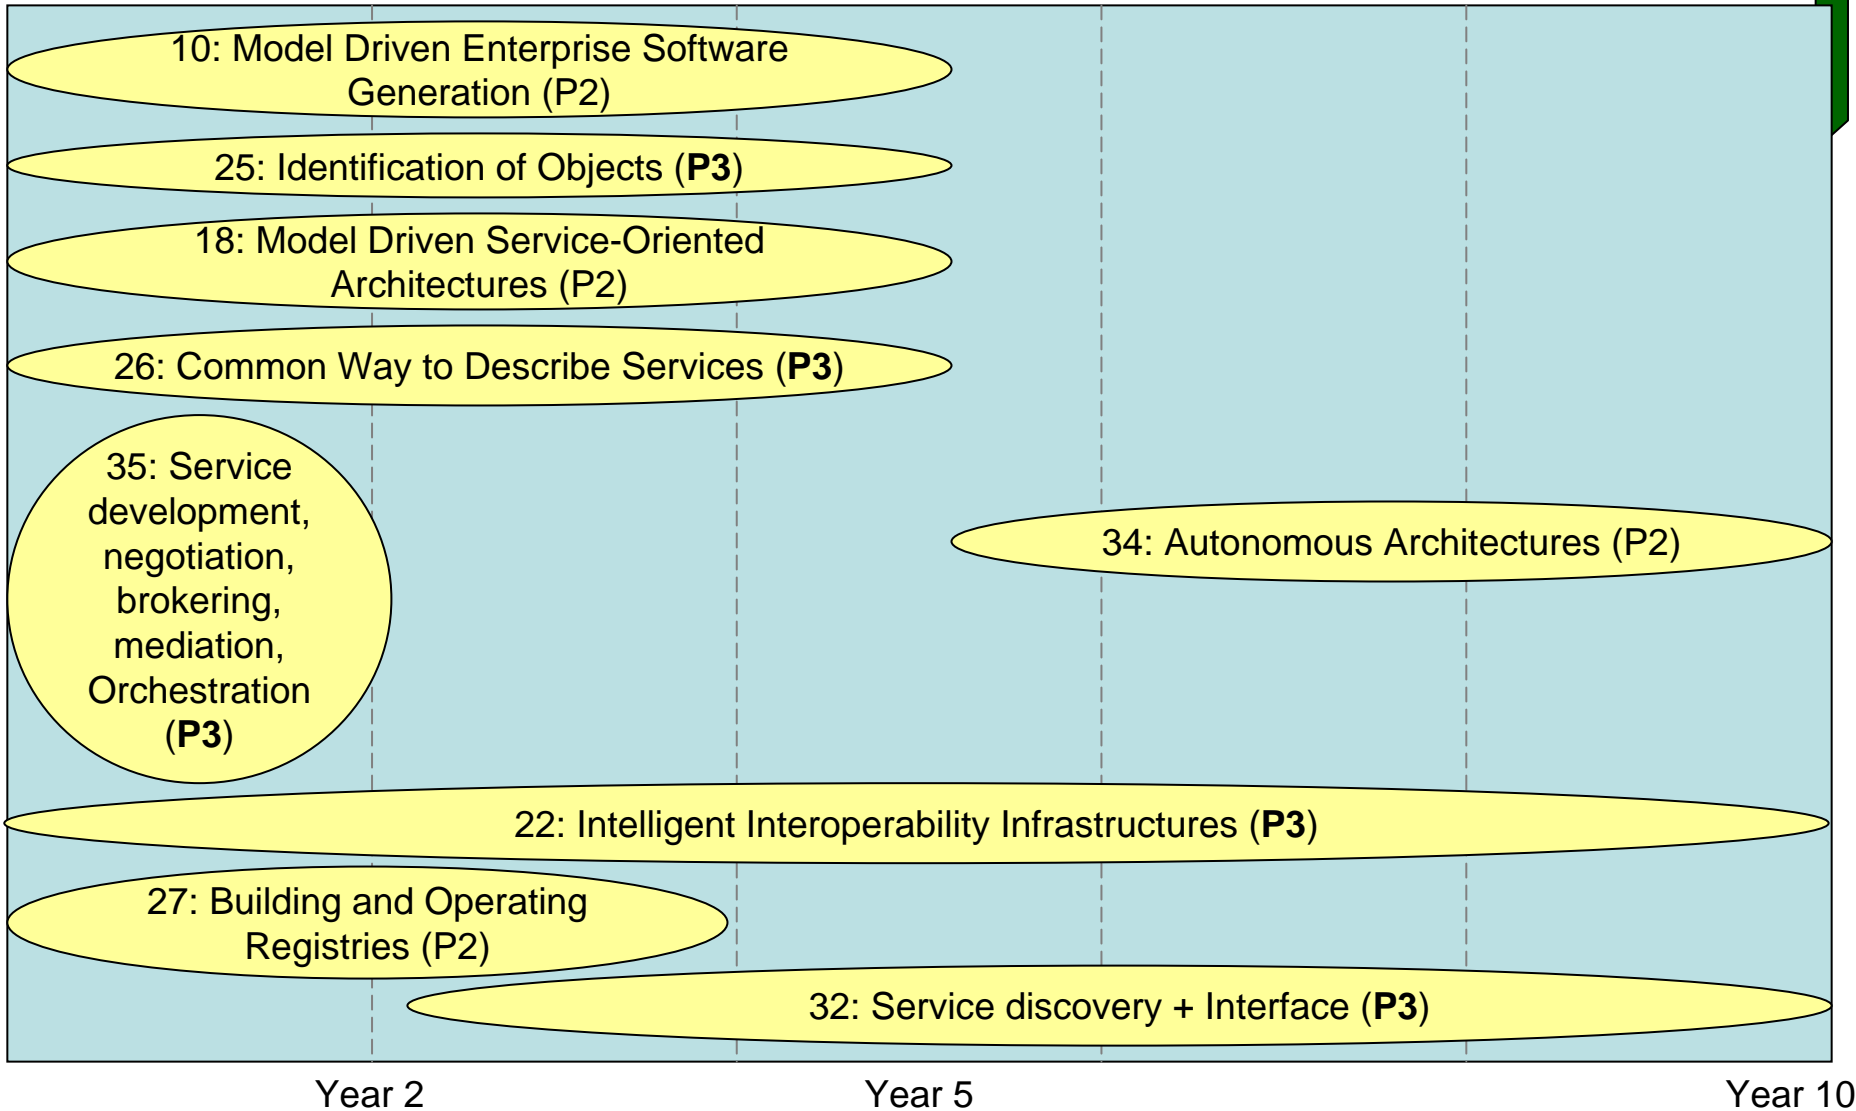 10: Model Driven Enterprise Software
Generation (P2)
25: Identification of Objects (P3)
18: Model Driven Service-Oriented
Architectures (P2)
26: Common Way to Describe Services (P3)
35: Service
development,
negotiation,
brokering,
mediation,
Orchestration
(P3)
34: Autonomous Architectures (P2)
22: Intelligent Interoperability Infrastructures (P3)
27: Building and Operating
Registries (P2)
32: Service discovery + Interface (P3)
Year 2
Year 5
Year 10